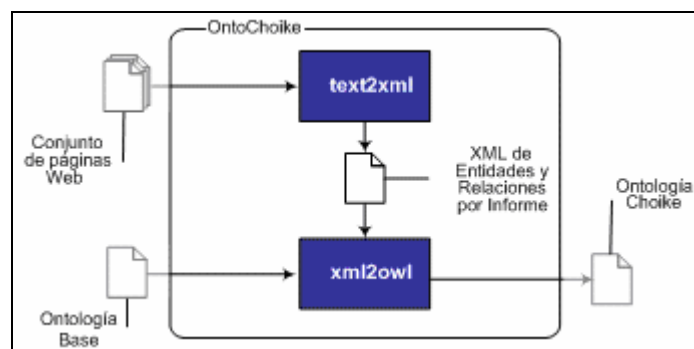 OntoChoike
text2xml
Conjunto
de páginas
Web
XML de
Entidades y
Relaciones
por Informe
Ontología
Choike
xml2owl
Ontología
Base